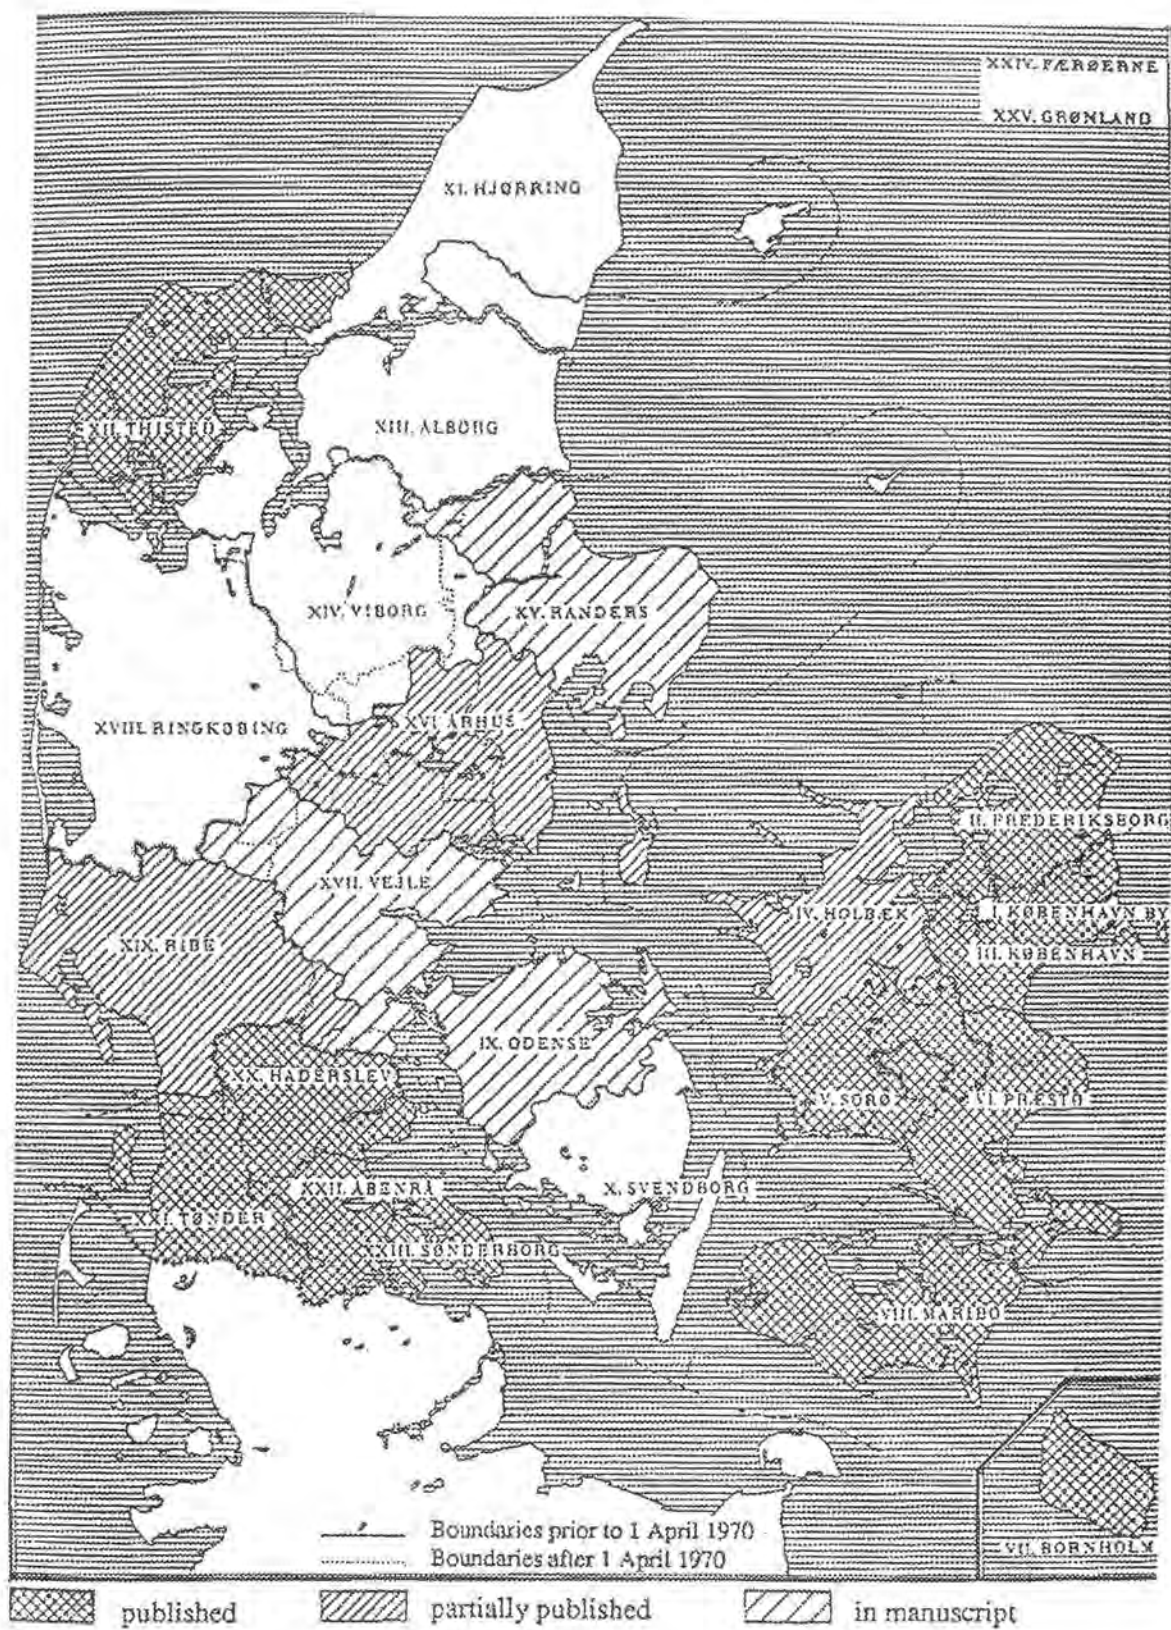 XXIV. FÆRØERNE
XXV. GRØNLAND
XI. HJØRRING
XII. THISTED
XIII. ÅLBORG
XIV. VIBORG
XV. RANDERS
XVIII. RINGKØBING
XVI. ÅRHUS
II. FREDERIKSBORG
XVII. VEJLE
IV. HOLBÆK
I. KØBENHAVN BY
XIX. RIBE
III. KØBENHAVN
IX. ODENSE
XX. HADERSLEV
V. SORØ
VI. PRÆSTØ
XXII. ÅBENRÅ
X. SVENDBORG
XXI. TØNDER
XXIII. SØNDERBORG
VIII. MARIBO
Boundaries prior to 1 April 1970
Boundaries after 1 April 1970
VII. BORNHOLM
published
partially published
in manuscript